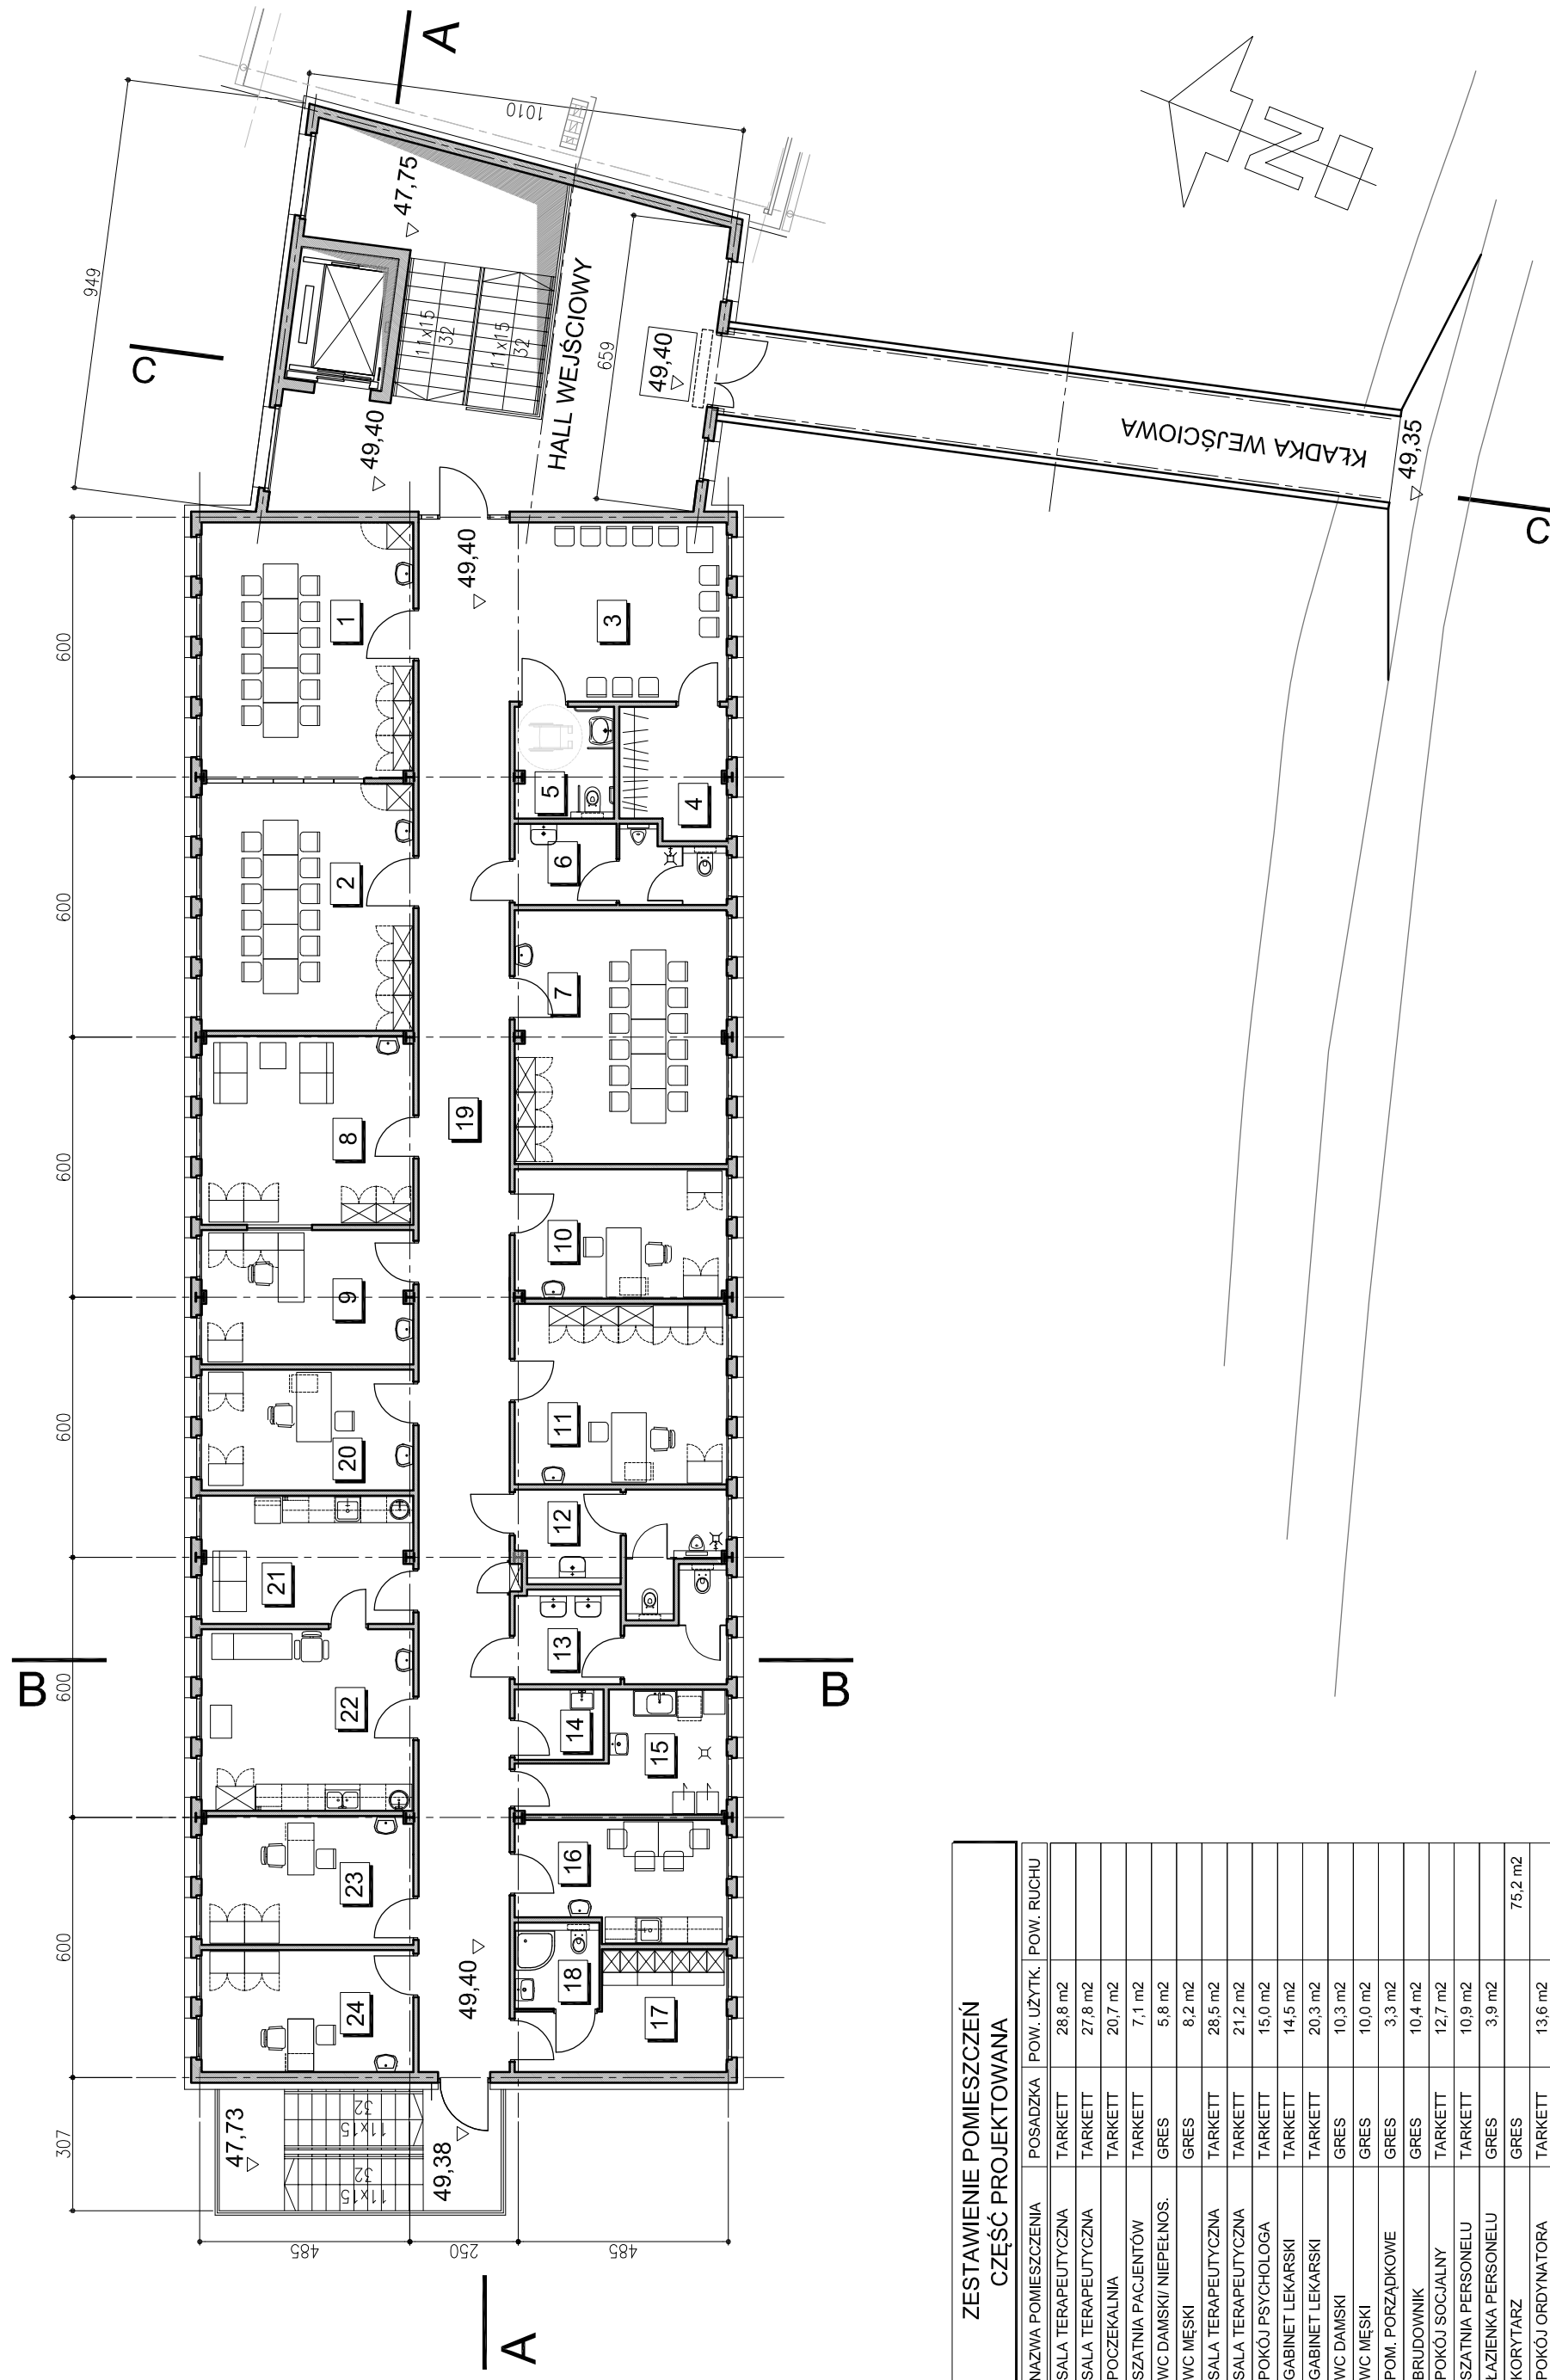 A
1010
949
47,75
C
11x15
32
11x15
32
HALL WEJŚCIOWY
659
49,40
49,40
N
KŁADKA WEJŚCIOWA
49,35
C
49,40
600
1
3
5
4
6
600
2
7
600
8
19
10
600
9
11
600
20
12
21
13
B
B
600
22
14
15
23
16
600
24
49,40
18
17
307
47,73
11x15
32
11x15
32
49,38
485
250
485
A
ZESTAWIENIE POMIESZCZEŃ
CZĘŚĆ PROJEKTOWANA
NAZWA POMIESZCZENIA POSADZKA POW. UŻYTK. POW. RUCHU
SALA TERAPEUTYCZNA TARKETT 28,8 m2
SALA TERAPEUTYCZNA TARKETT 27,8 m2
POCZEKALNIA TARKETT 20,7 m2
SZATNIA PACJENTÓW TARKETT 7,1 m2
WC DAMSKI/ NIEPEŁNOS. GRES 5,8 m2
WC MĘSKI GRES 8,2 m2
SALA TERAPEUTYCZNA TARKETT 28,5 m2
SALA TERAPEUTYCZNA TARKETT 21,2 m2
POKÓJ PSYCHOLOGA TARKETT 15,0 m2
GABINET LEKARSKI TARKETT 14,5 m2
GABINET LEKARSKI TARKETT 20,3 m2
WC DAMSKI GRES 10,3 m2
WC MĘSKI GRES 10,0 m2
POM. PORZĄDKOWE GRES 3,3 m2
BRUDOWNIK GRES 10,4 m2
POKÓJ SOCJALNY TARKETT 12,7 m2
SZTNIA PERSONELU TARKETT 10,9 m2
ŁAZIENKA PERSONELU GRES 3,9 m2
KORYTARZ GRES 75,2 m2
POKÓJ ORDYNATORA TARKETT 13,6 m2